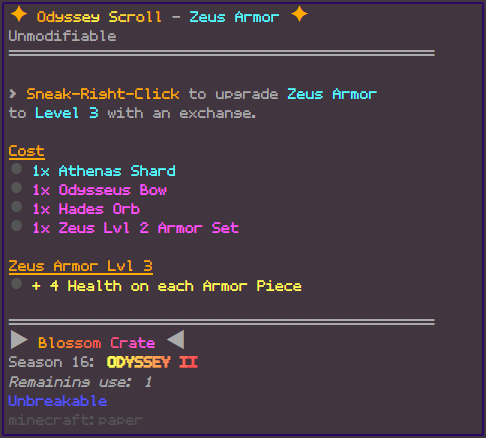 ✦ Odyssey Scroll - Zeus Armor ✦
Unmodifiable
> Sneak-Right-Click to upgrade Zeus Armor
to Level 3 with an exchange.
Cost
● 1x Athenas Shard
● 1x Odysseus Bow
● 1x Hades Orb
● 1x Zeus Lvl 2 Armor Set
Zeus Armor Lvl 3
● + 4 Health on each Armor Piece
▶ Blossom Crate ◀
Season 16: ODYSSEY II
Remaining use: 1
Unbreakable
minecraft:paper